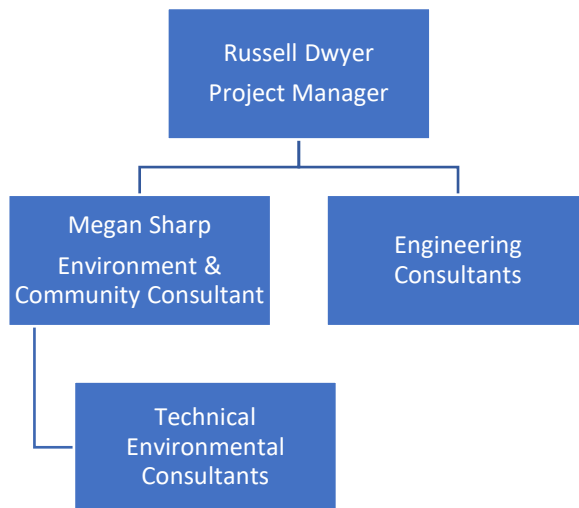 Russell Dwyer
Project Manager
Megan Sharp
Environment &
Community Consultant
Engineering
Consultants
Technical
Environmental
Consultants